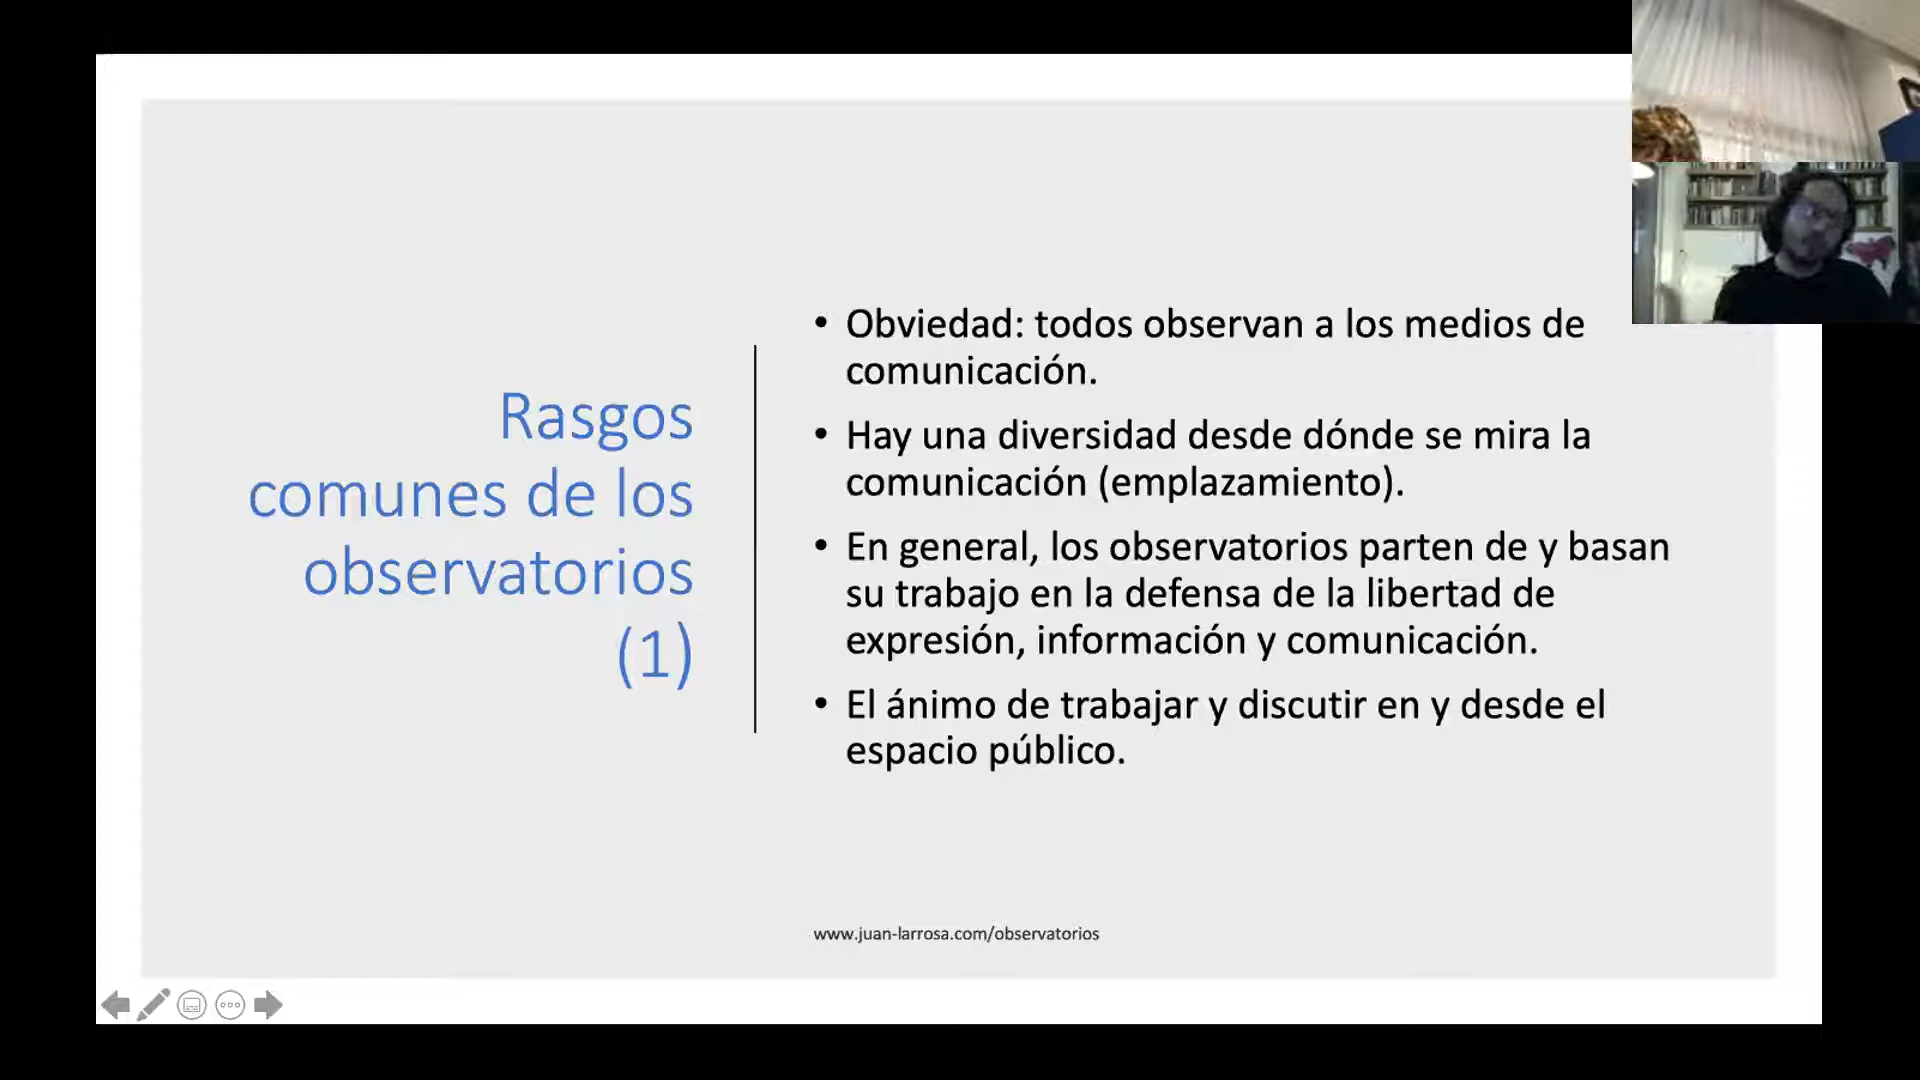 Rasgos
comunes de los
observatorios
(1)
• Obviedad: todos observan a los medios de
comunicación.
• Hay una diversidad desde dónde se mira la
comunicación (emplazamiento).
• En general, los observatorios parten de y basan
su trabajo en la defensa de la libertad de
expresión, información y comunicación.
• El ánimo de trabajar y discutir en y desde el
espacio público.
www.juan-larrosa.com/observatorios